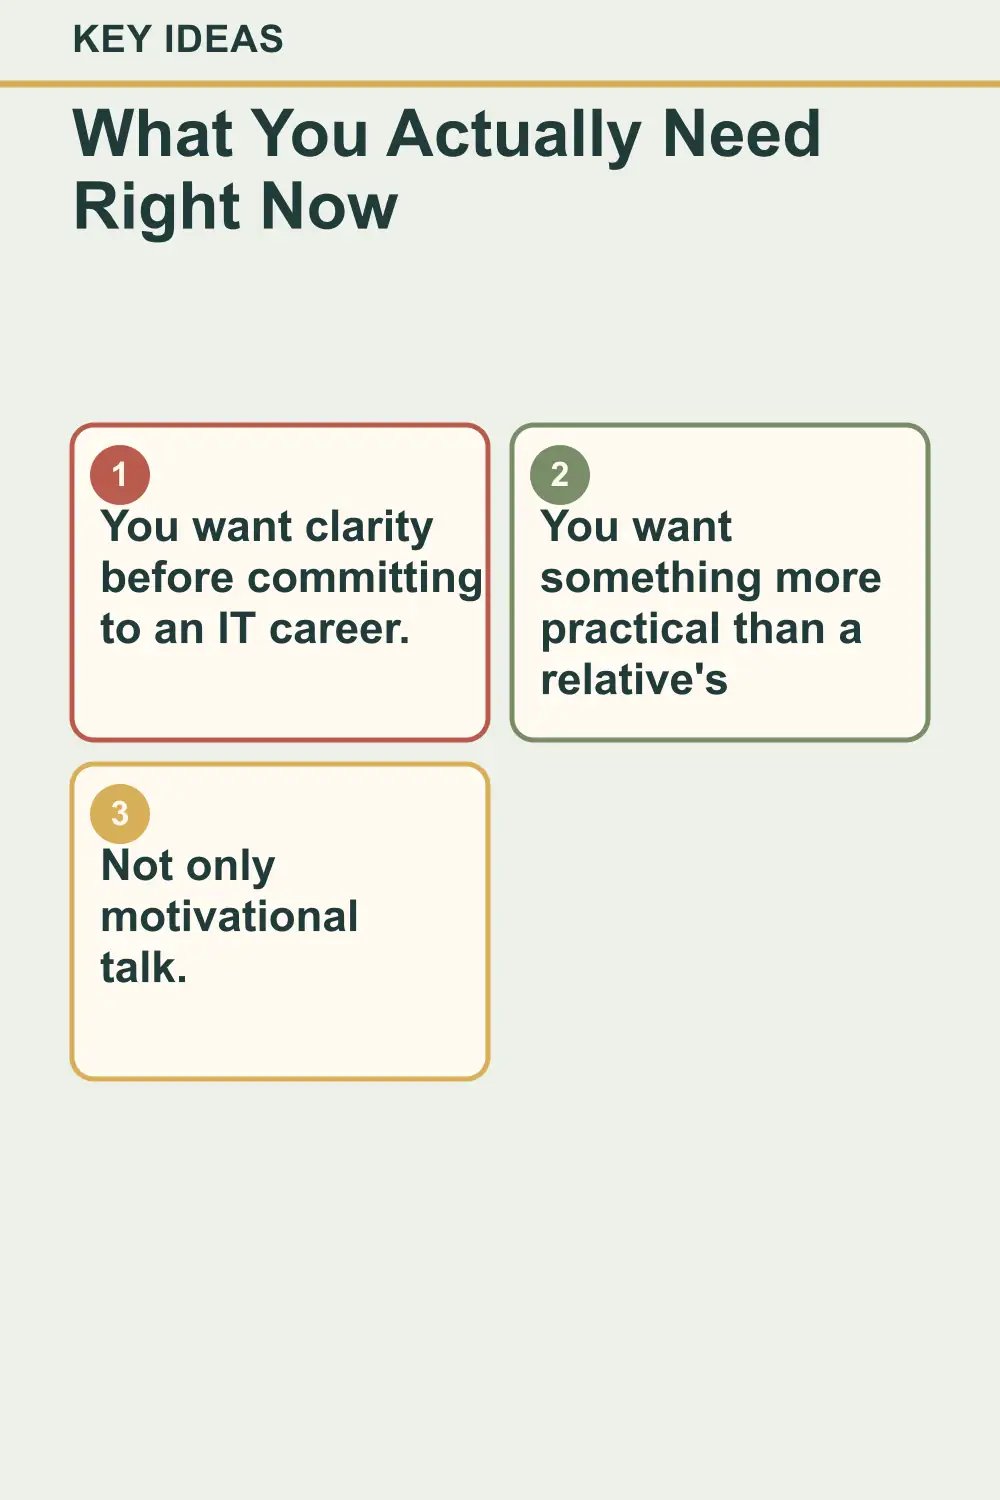 KEY IDEAS
What You Actually Need
Right Now
1
You want clarity
before committing
to an IT career.
2
You want
something more
practical than a
relative's
3
Not only
motivational
talk.